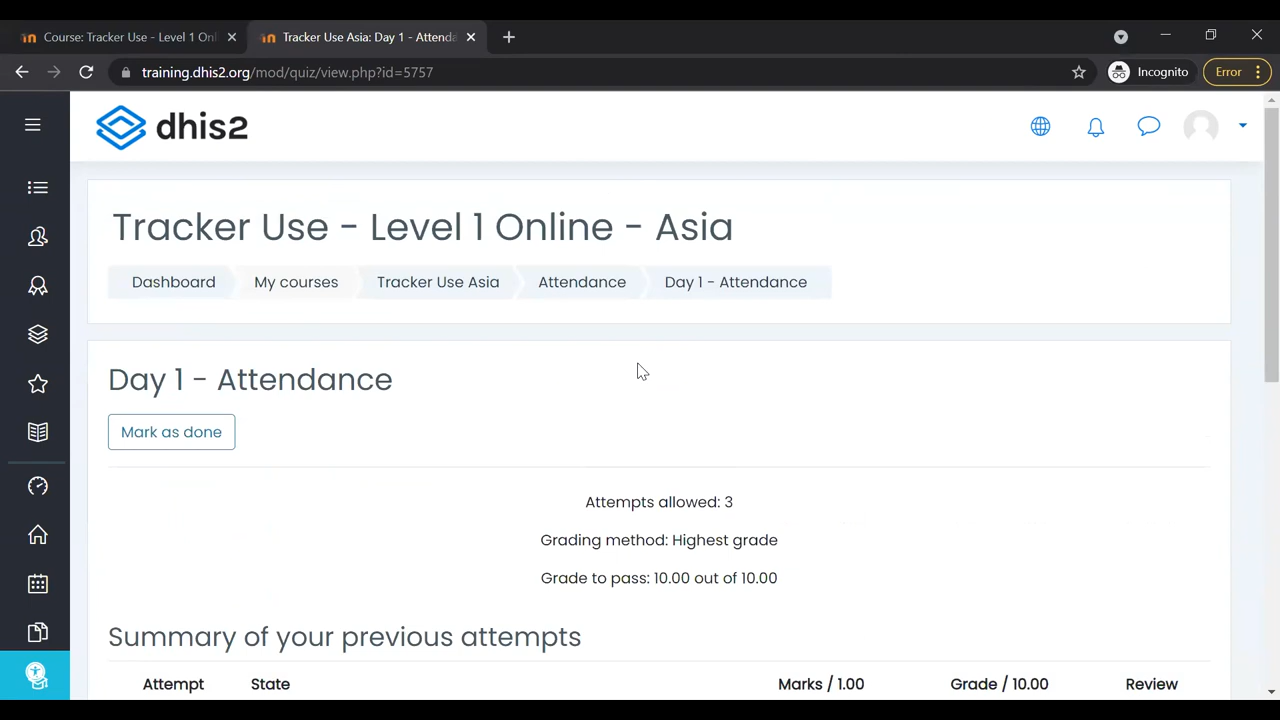 Course: Tracker Use - Level 1 Onl
Tracker Use Asia: Day 1 - Attenda
training.dhis2.org/mod/quiz/view.php?id=5757
Incognito
Error
dhis2
Tracker Use - Level 1 Online - Asia
Dashboard
My courses
Tracker Use Asia
Attendance
Day 1 - Attendance
Day 1 - Attendance
Mark as done
Attempts allowed: 3
Grading method: Highest grade
Grade to pass: 10.00 out of 10.00
Summary of your previous attempts
Attempt State Marks / 1.00 Grade / 10.00 Review